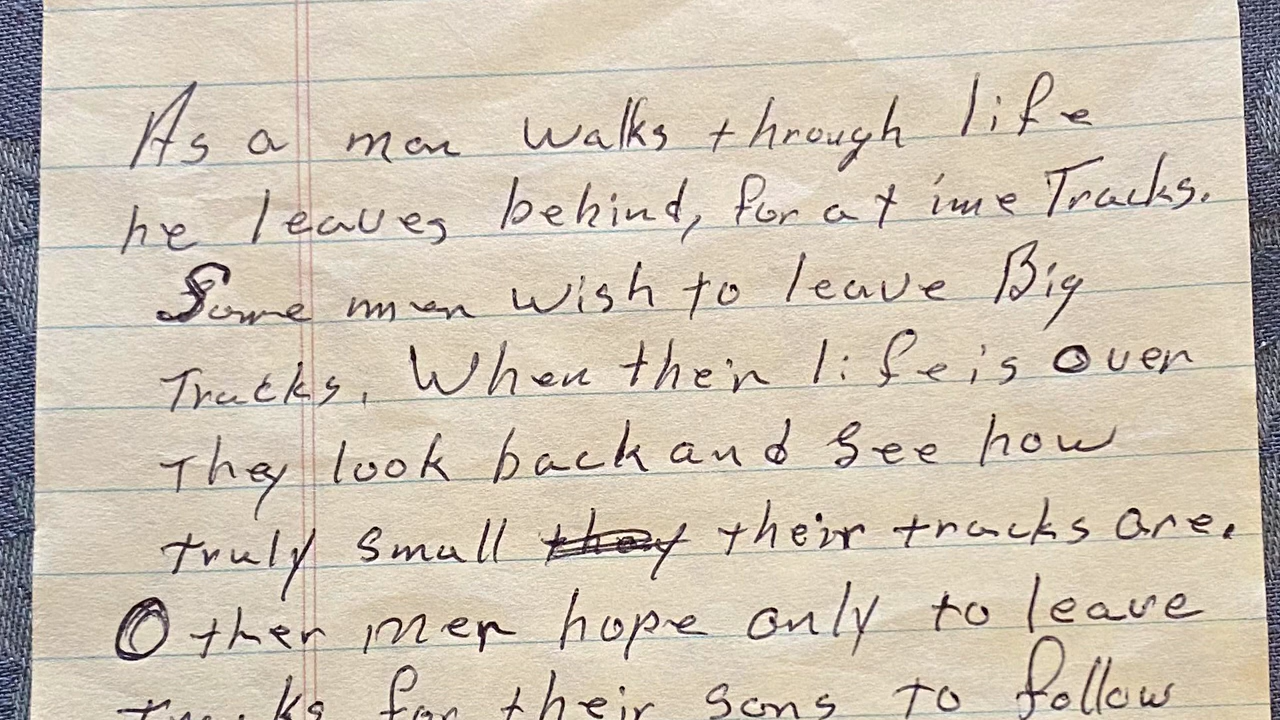 As a man walks through life
he leaves behind, for a time Tracks.
Some men wish to leave Big
Tracks. When their life is over
They look back and see how
truly small they their tracks are.
Other men hope only to leave
tracks for their sons to follow